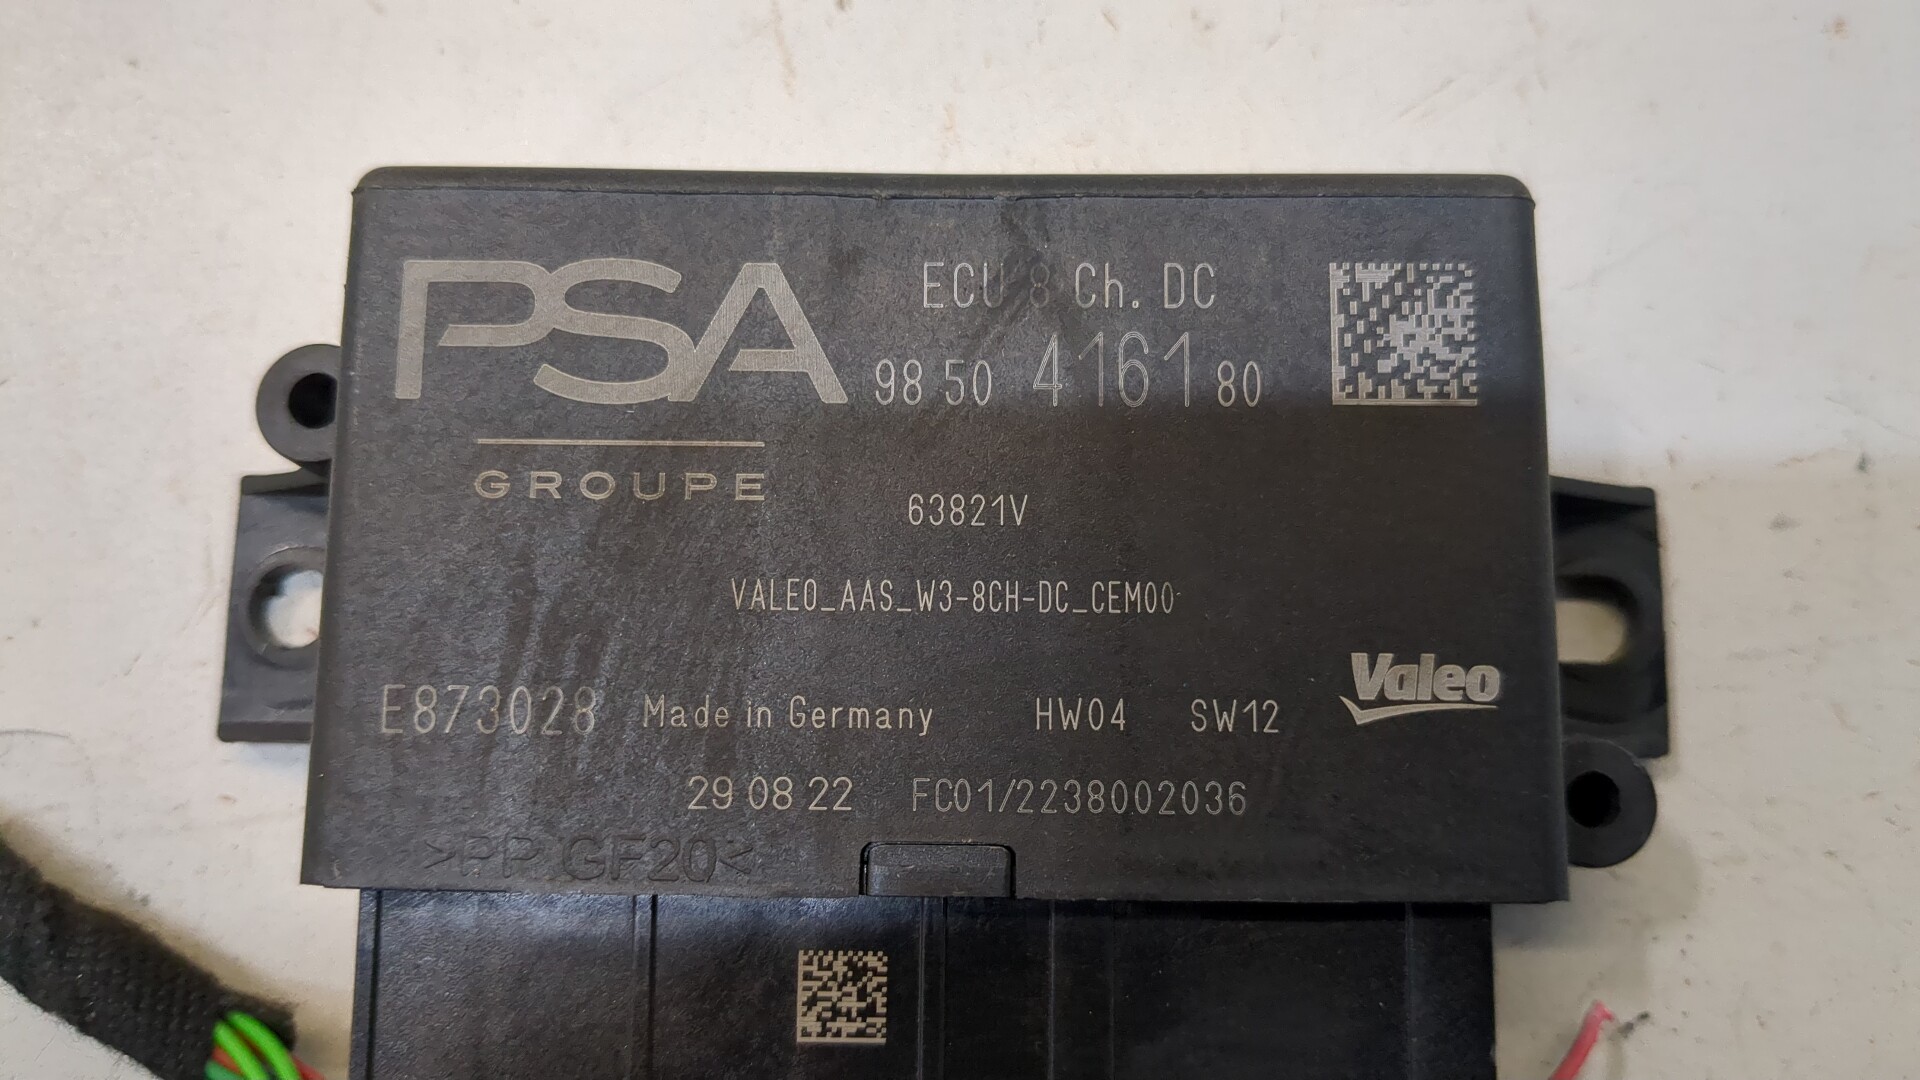 PSA
GROUPE
ECU 8 Ch. DC
98 50 4161 80
63821V
VALEO_AAS_W3-8CH-DC_CEM00
Valeo
E873028 Made in Germany HW04 SW12
29 08 22 FC01/2238002036
>PP GF20<